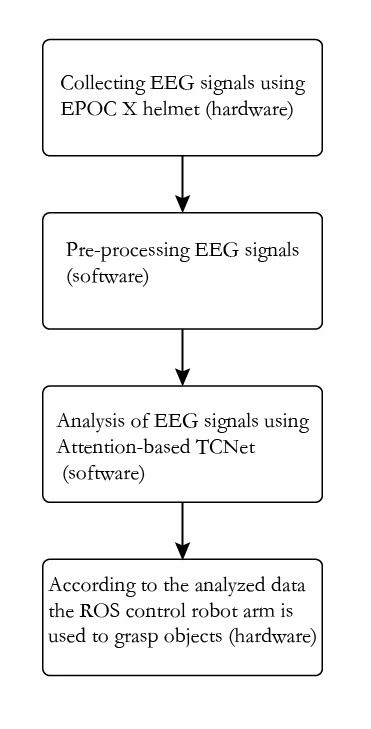 Collecting EEG signals using
EPOC X helmet (hardware)
Pre-processing EEG signals
(software)
Analysis of EEG signals using
Attention-based TCNet
(software)
According to the analyzed data
the ROS control robot arm is
used to grasp objects (hardware)